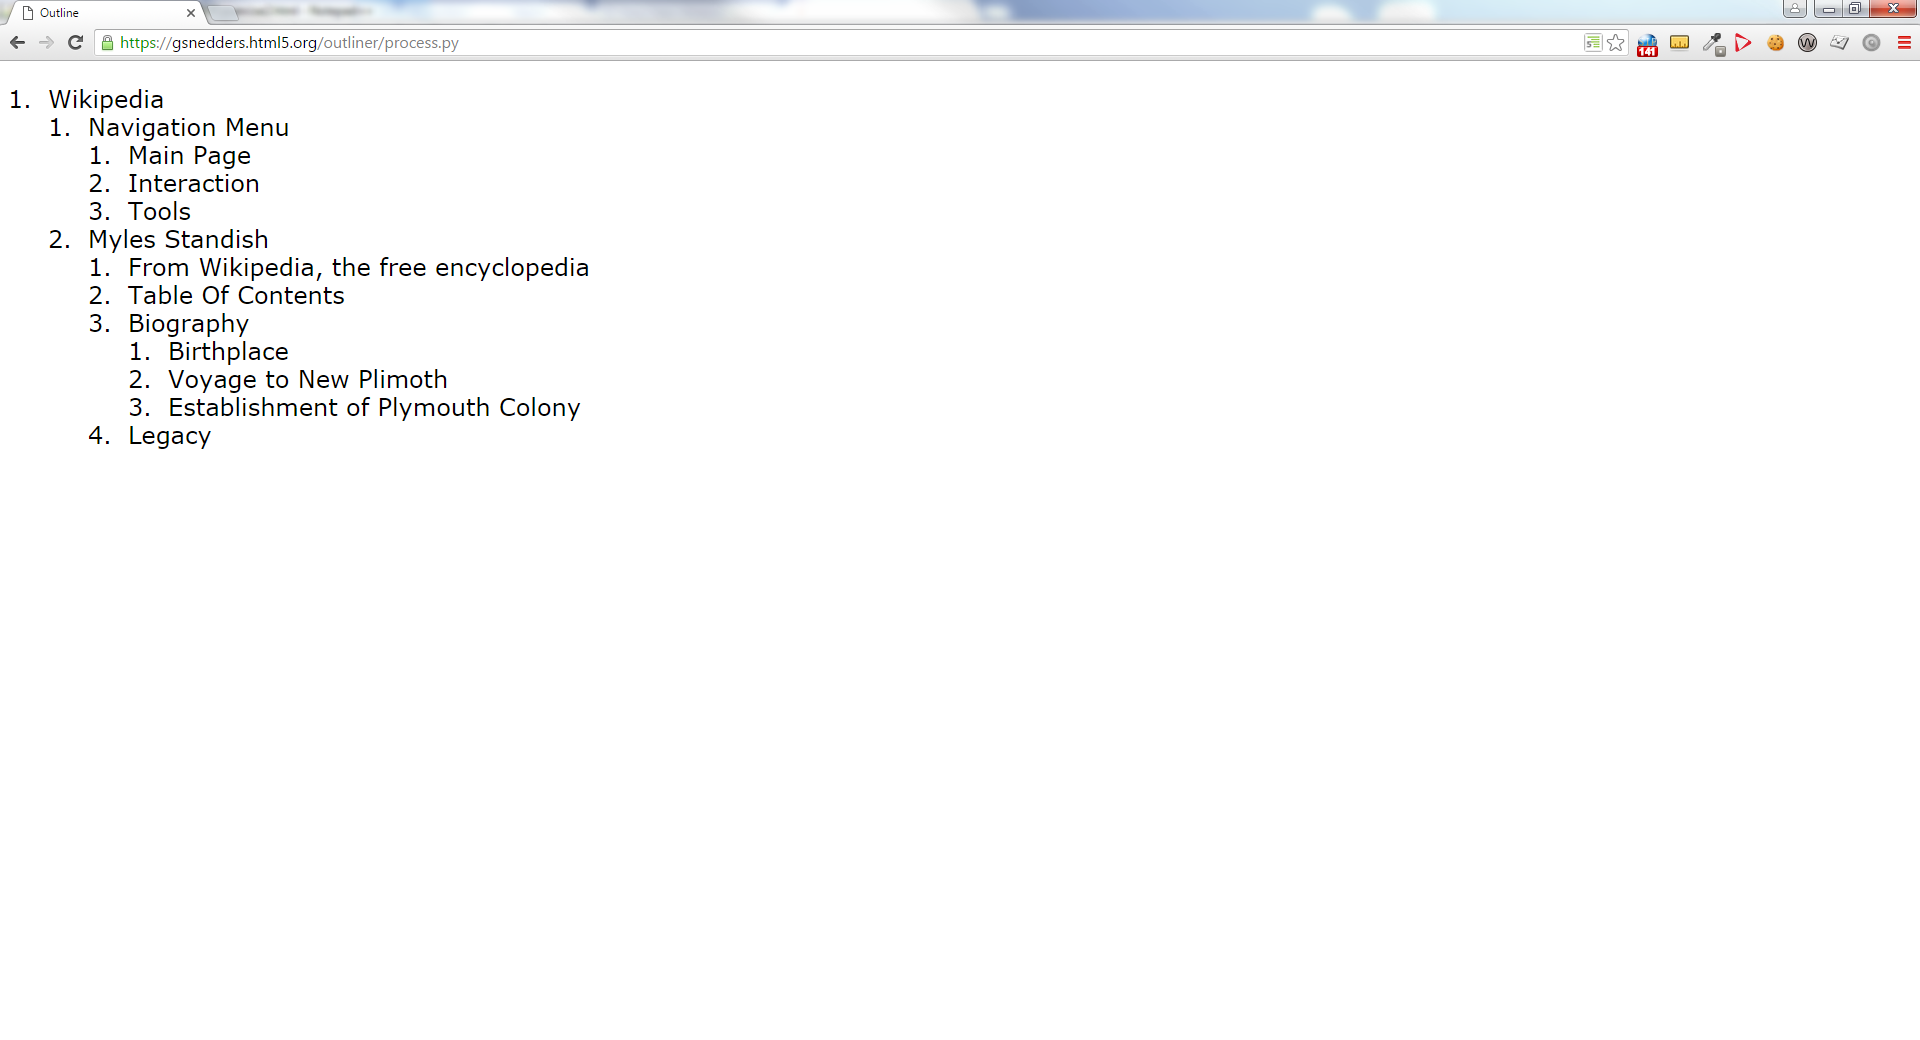 Outline
https://gsnedders.html5.org/outliner/process.py
141
1. Wikipedia
1. Navigation Menu
1. Main Page
2. Interaction
3. Tools
2. Myles Standish
1. From Wikipedia, the free encyclopedia
2. Table Of Contents
3. Biography
1. Birthplace
2. Voyage to New Plimoth
3. Establishment of Plymouth Colony
4. Legacy